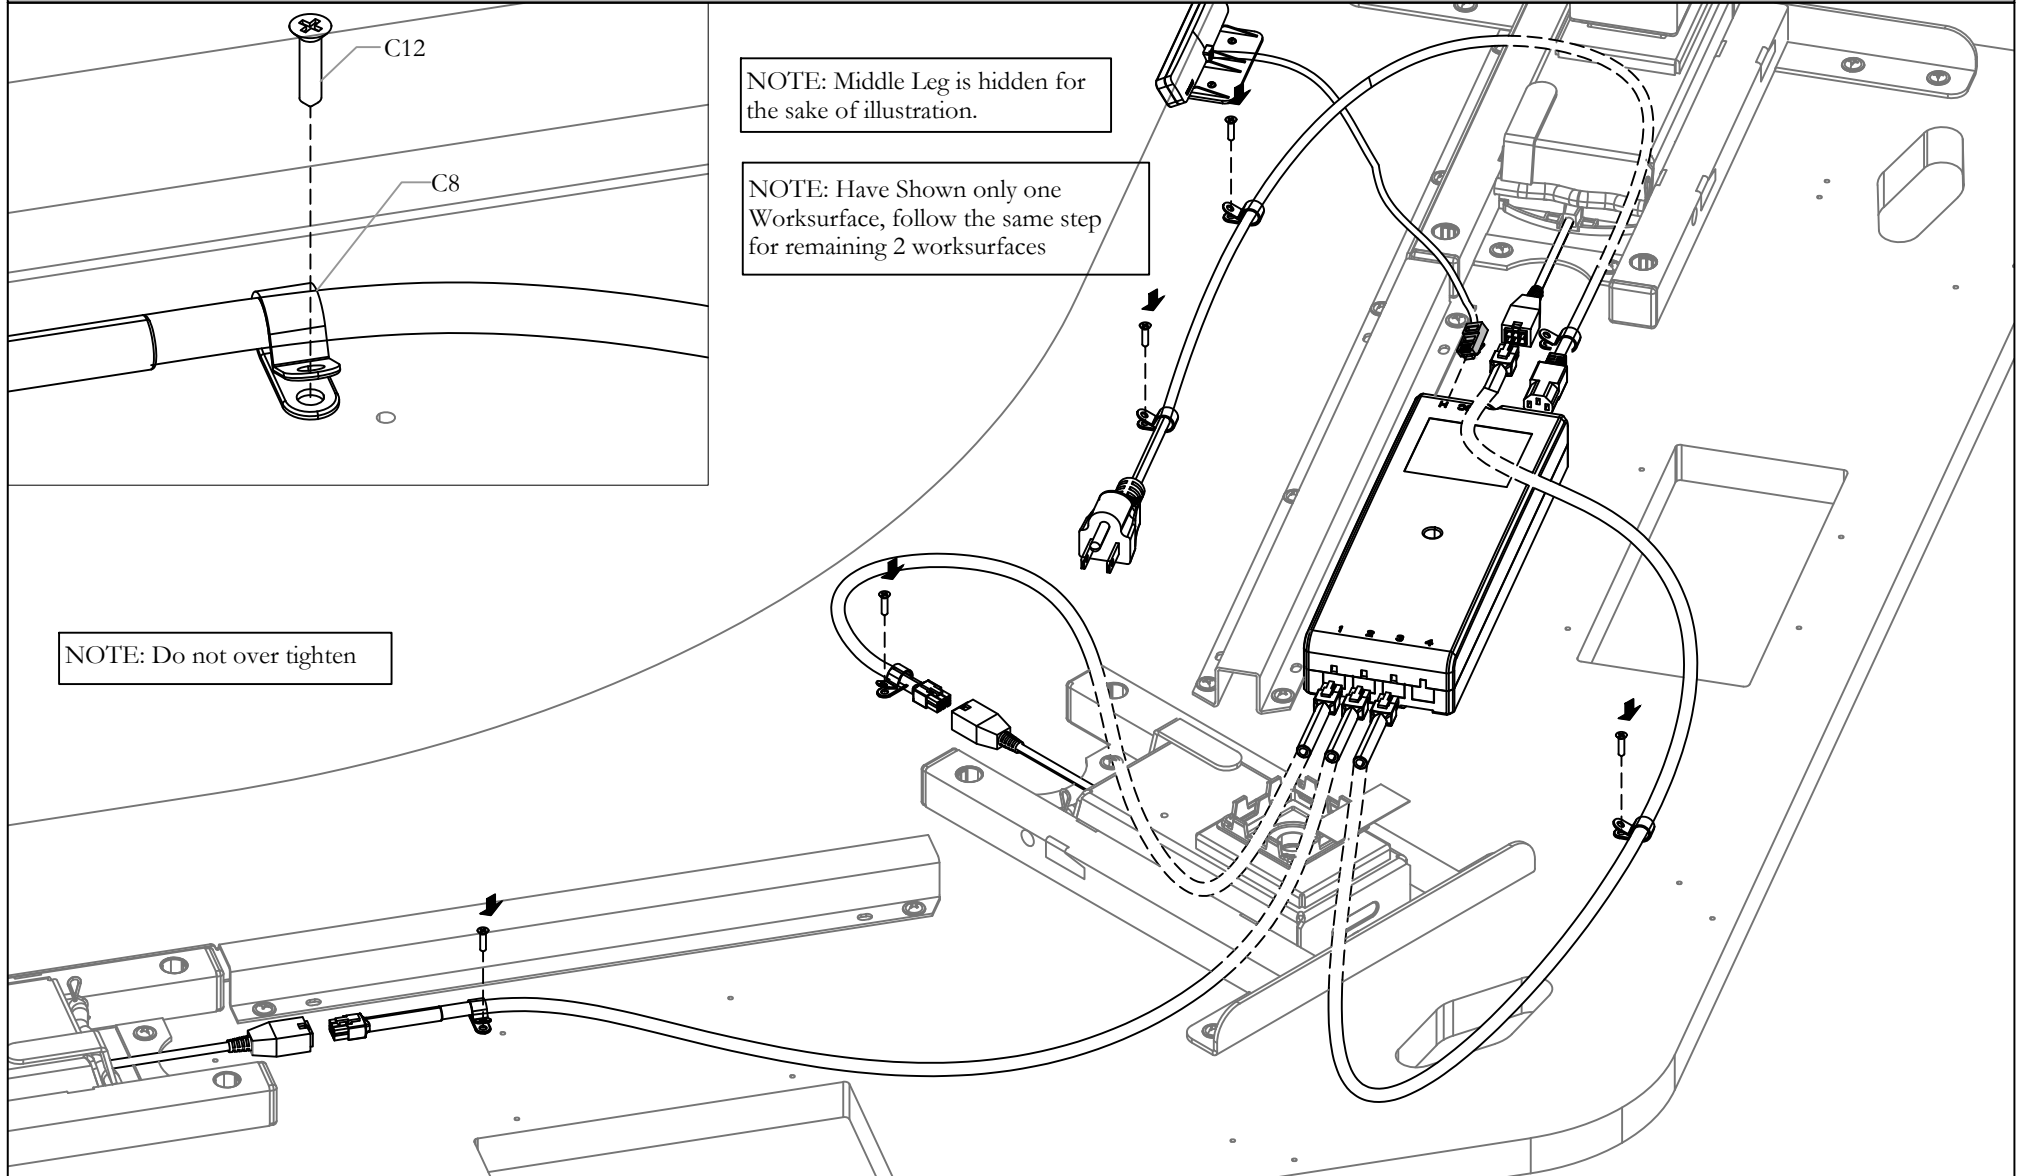 C12
C8
NOTE: Middle Leg is hidden for
the sake of illustration.
NOTE: Have Shown only one
Worksurface, follow the same step
for remaining 2 worksurfaces
NOTE: Do not over tighten
H
1 2 3 4